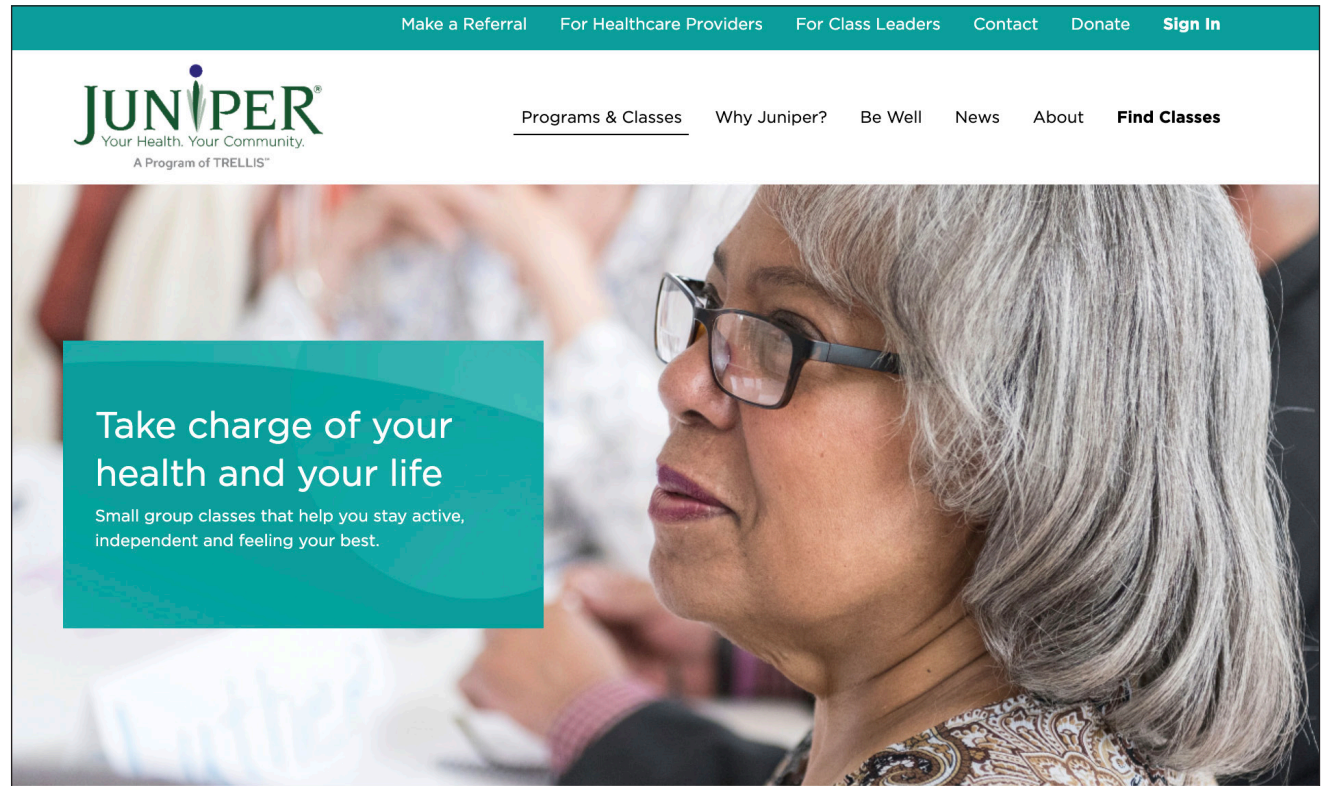 Make a Referral For Healthcare Providers For Class Leaders Contact Donate Sign In
JUNIPER®
Your Health. Your Community.
A Program of TRELLIS℠
Programs & Classes Why Juniper? Be Well News About Find Classes
Take charge of your
health and your life
Small group classes that help you stay active,
independent and feeling your best.